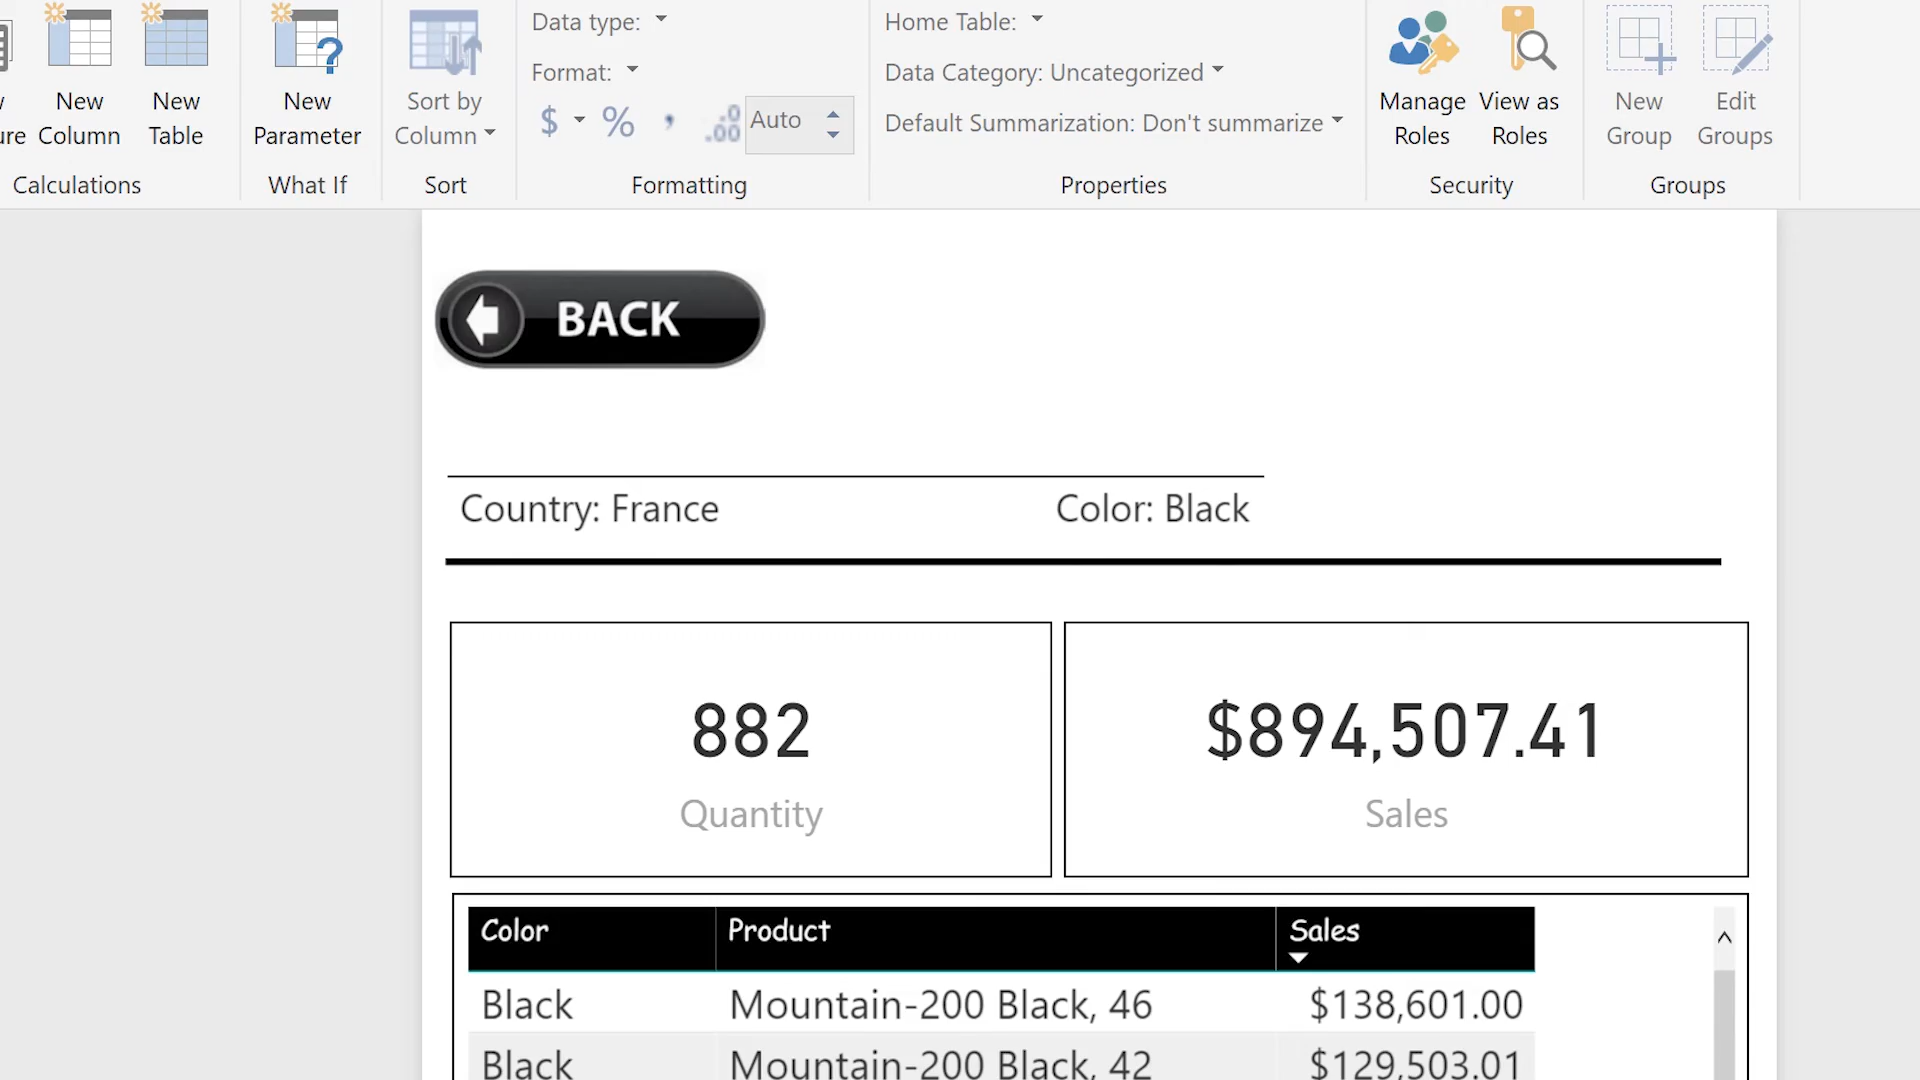 Data type:
Home Table:
Format:
Data Category: Uncategorized
$ % , .0 .00 Auto
Default Summarization: Don't summarize
New Column
New Table
New Parameter
Sort by Column
Manage Roles
View as Roles
New Group
Edit Groups
Calculations
What If
Sort
Formatting
Properties
Security
Groups
BACK
Country: France
Color: Black
882
Quantity
$894,507.41
Sales
Color Product Sales
Black Mountain-200 Black, 46 $138,601.00
Black Mountain-200 Black, 42 $129,503.01